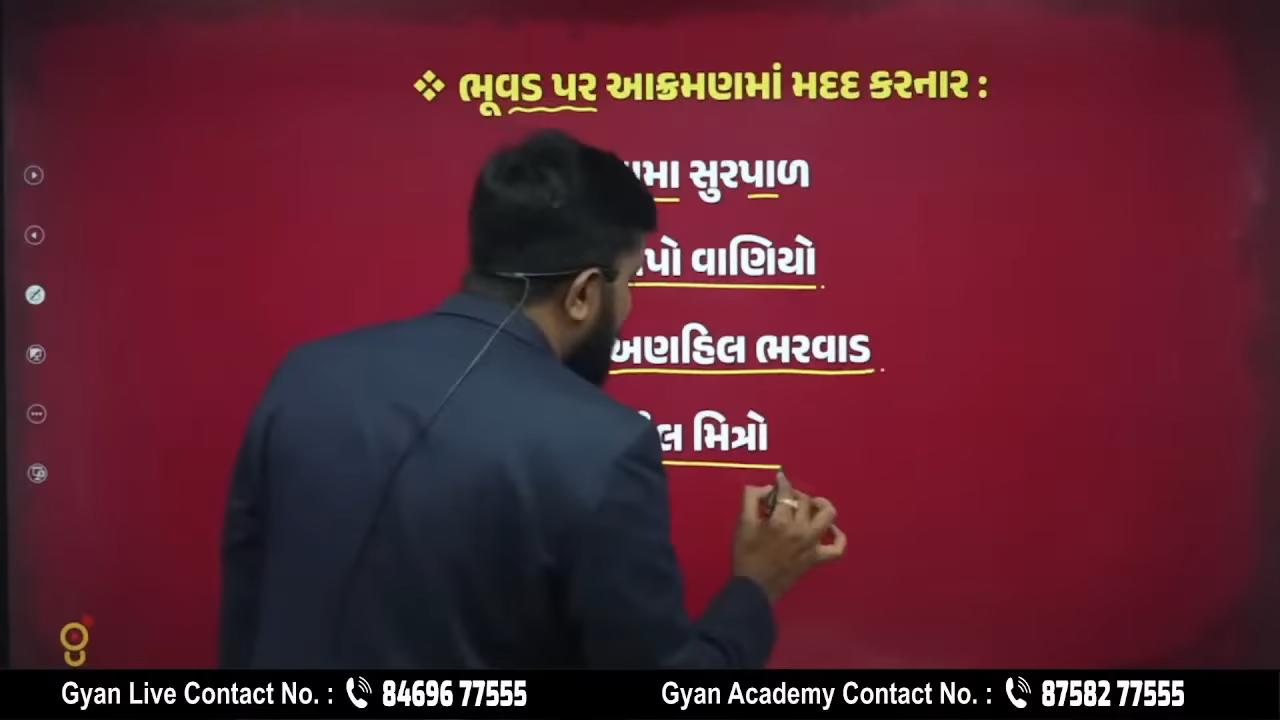 ❖ ભૂવડ પર આક્રમણમાં મદદ કરનાર :
સુરપાળ
વાણિયો
અણહિલ ભરવાડ
મિત્રો
Gyan Live Contact No. : 84696 77555
Gyan Academy Contact No. : 87582 77555